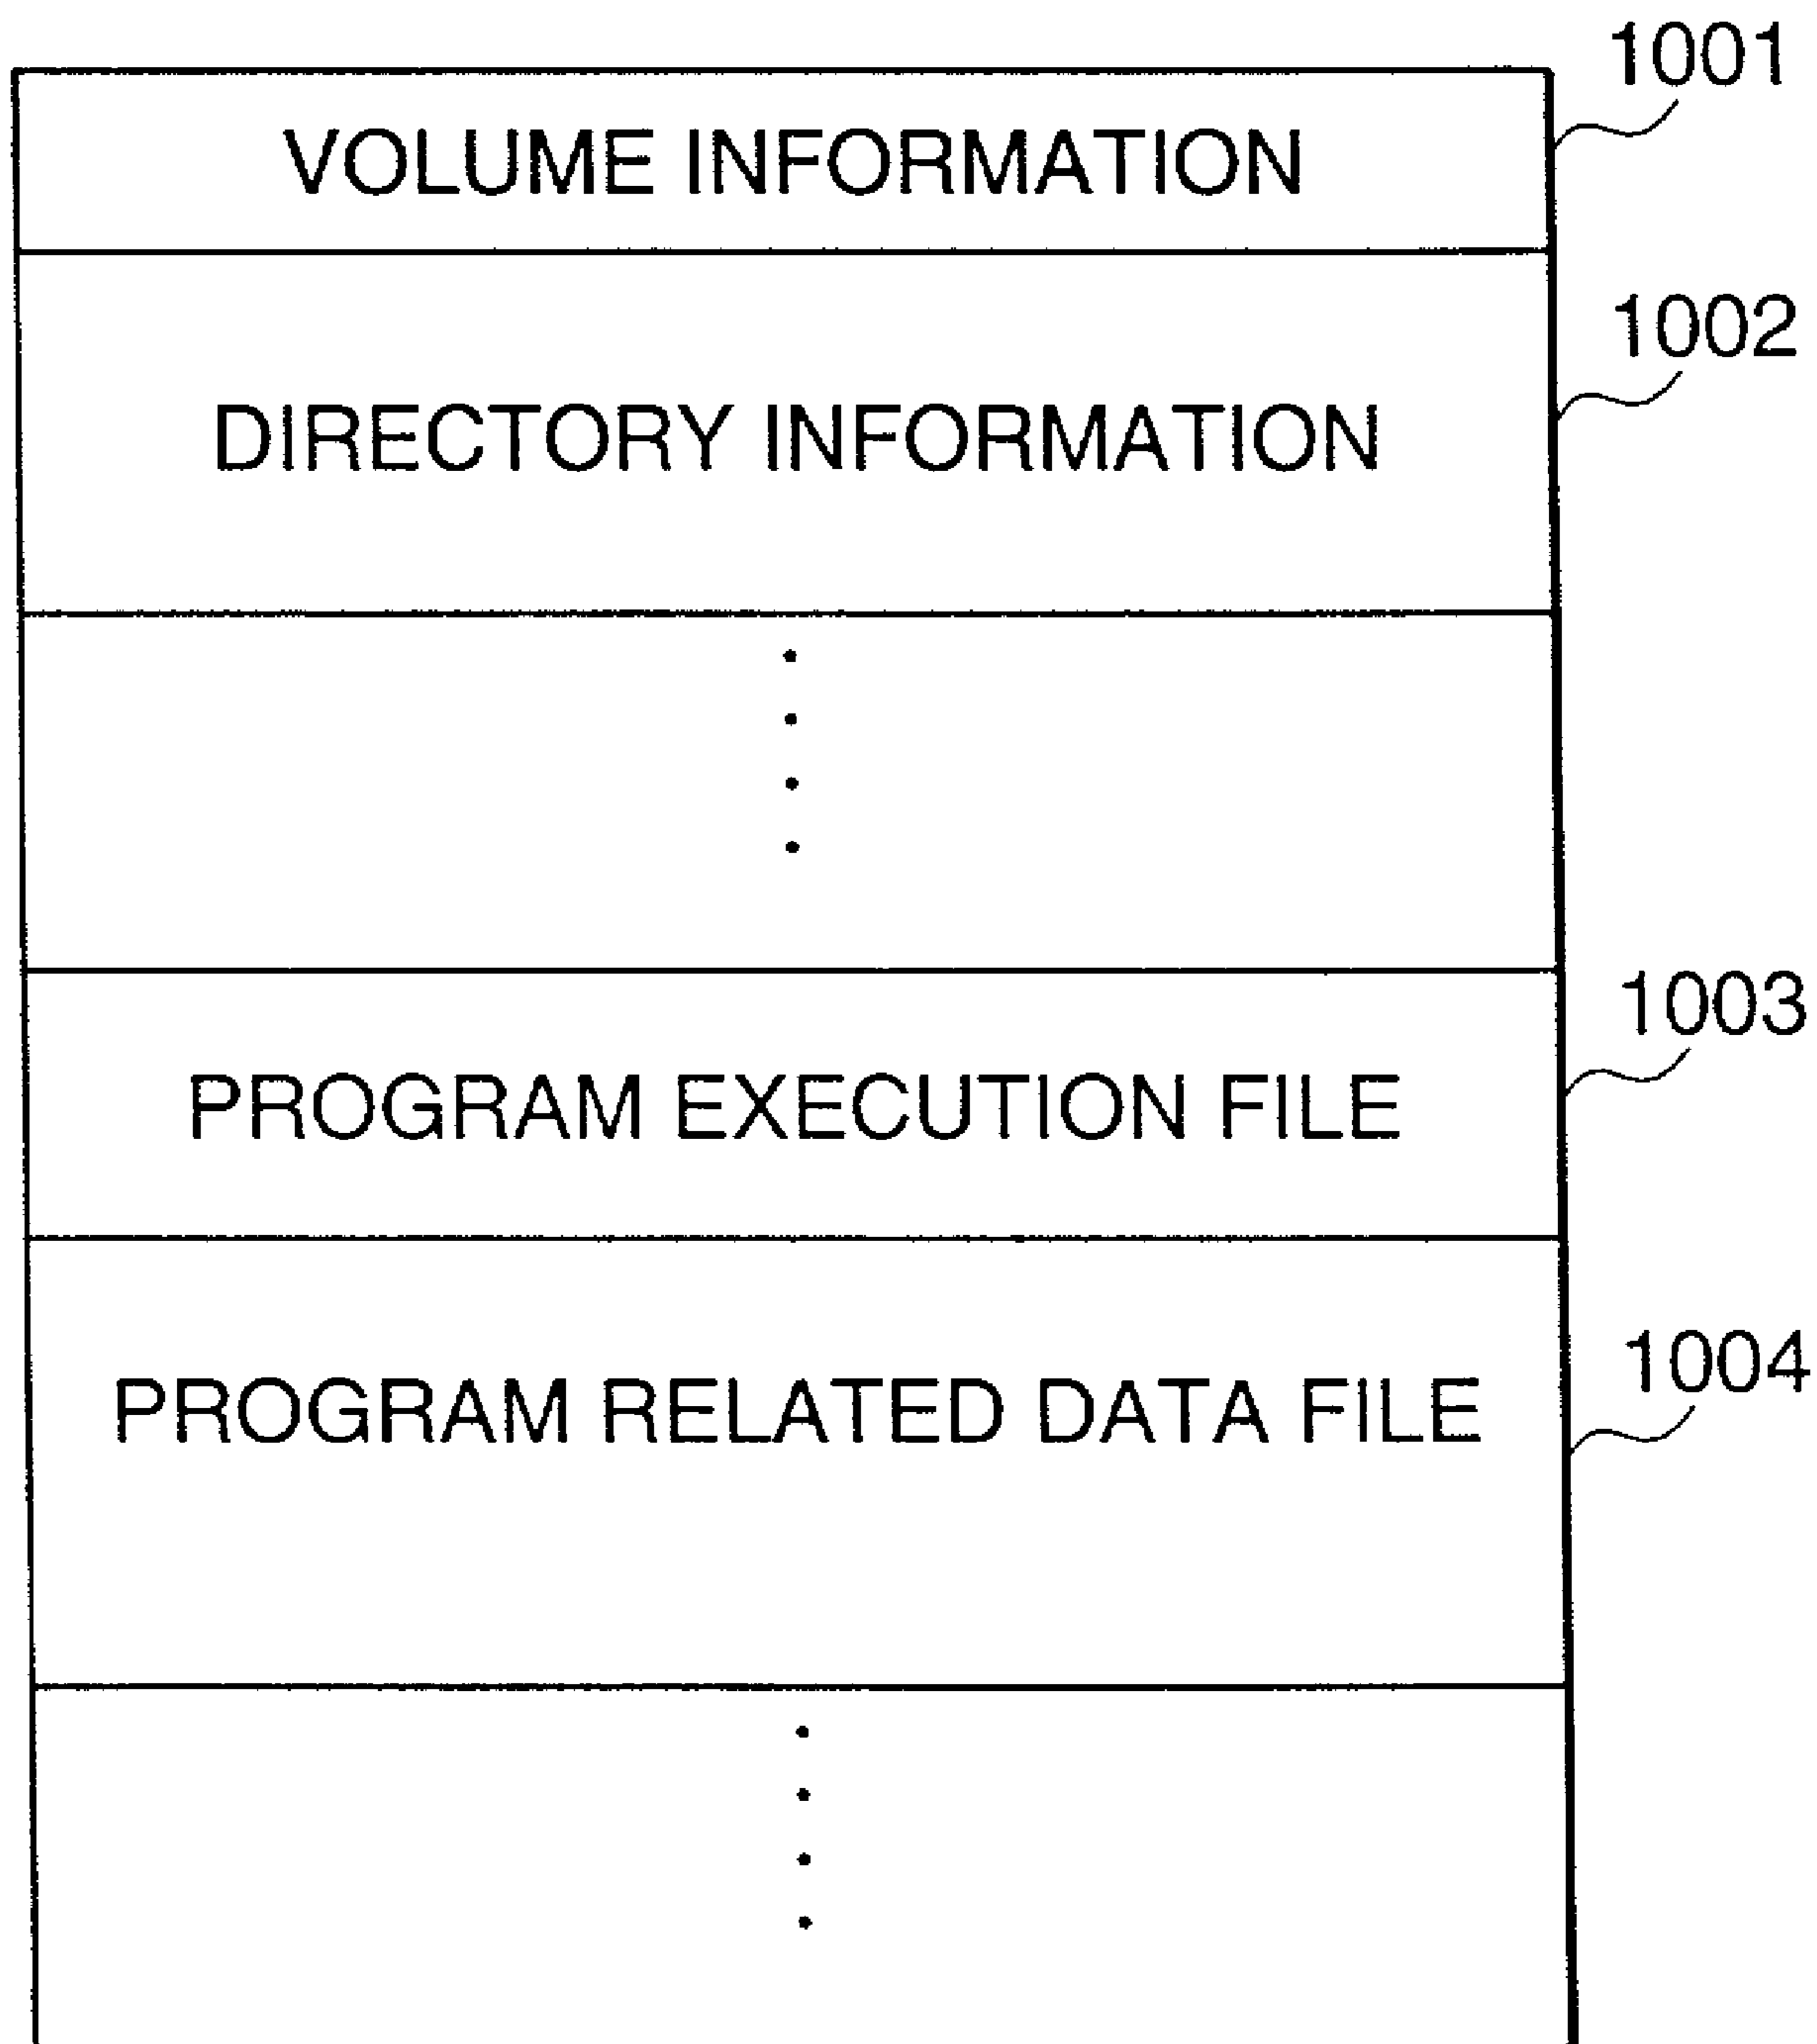 1001
VOLUME INFORMATION
1002
DIRECTORY INFORMATION
1003
PROGRAM EXECUTION FILE
1004
PROGRAM RELATED DATA FILE